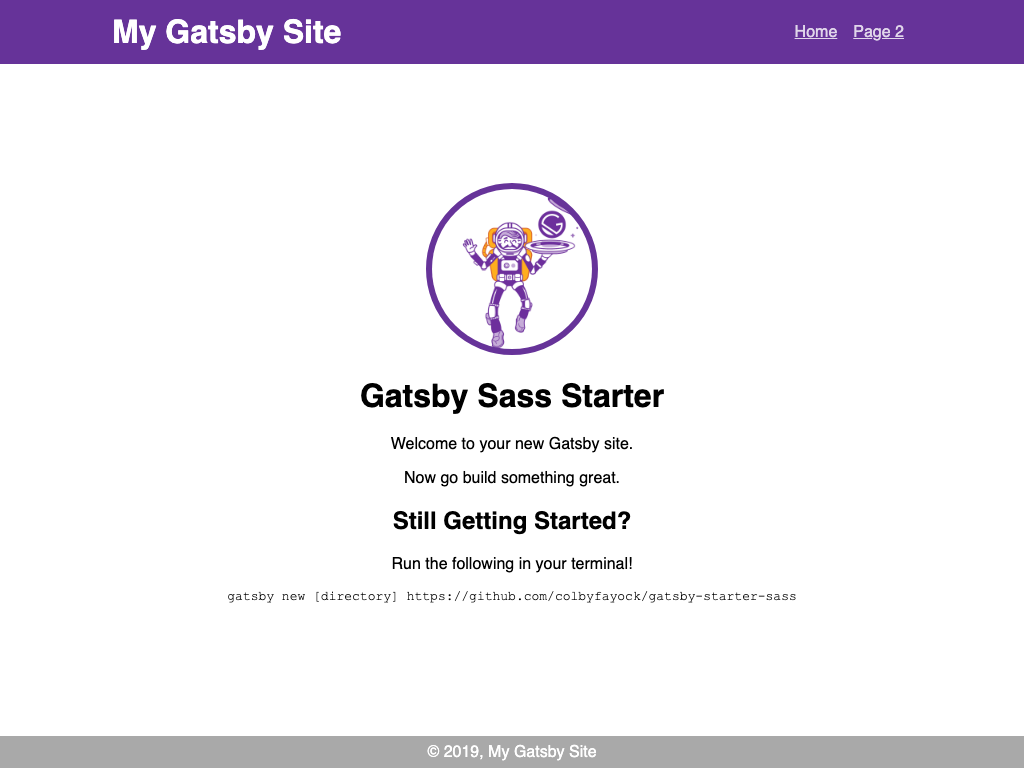 My Gatsby Site
Home Page 2
Gatsby Sass Starter
Welcome to your new Gatsby site.
Now go build something great.
Still Getting Started?
Run the following in your terminal!
gatsby new [directory] https://github.com/colbyfayock/gatsby-starter-sass
© 2019, My Gatsby Site